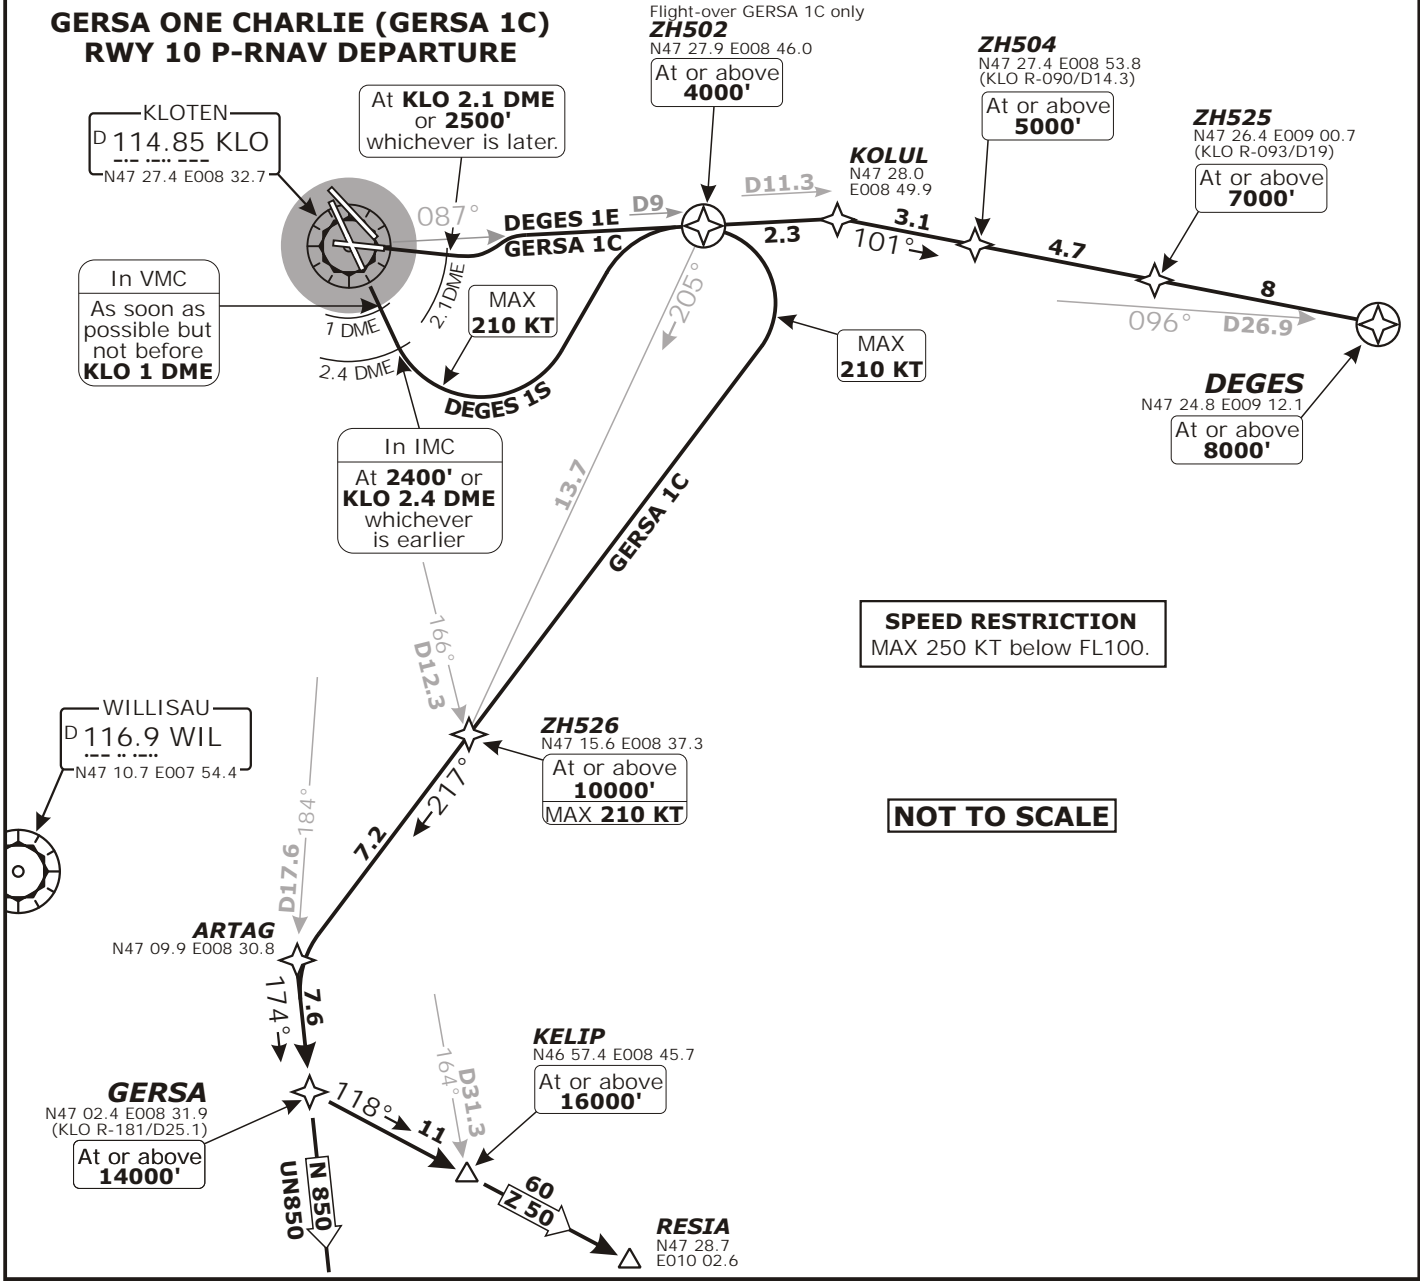 GERSA ONE CHARLIE (GERSA 1C)
RWY 10 P-RNAV DEPARTURE
Flight-over GERSA 1C only
ZH502
N47 27.9 E008 46.0
At or above
4000'
ZH504
N47 27.4 E008 53.8
(KLO R-090/D14.3)
At or above
5000'
ZH525
N47 26.4 E009 00.7
(KLO R-093/D19)
At or above
7000'
KLOTEN
D 114.85 KLO
N47 27.4 E008 32.7
At KLO 2.1 DME
or 2500'
whichever is later.
KOLUL
N47 28.0
E008 49.9
087°
DEGES 1E
GERSA 1C
D9
D11.3
2.3
3.1
101°
4.7
8
096°
D26.9
DEGES
N47 24.8 E009 12.1
At or above
8000'
In VMC
As soon as
possible but
not before
KLO 1 DME
1 DME
2.4 DME
2.1DME
MAX
210 KT
DEGES 1S
205°
MAX
210 KT
In IMC
At 2400' or
KLO 2.4 DME
whichever
is earlier
13.7
GERSA 1C
166°
D12.3
SPEED RESTRICTION
MAX 250 KT below FL100.
WILLISAU
D 116.9 WIL
N47 10.7 E007 54.4
ZH526
N47 15.6 E008 37.3
At or above
10000'
MAX 210 KT
217°
7.2
NOT TO SCALE
184°
D17.6
ARTAG
N47 09.9 E008 30.8
174°
7.6
GERSA
N47 02.4 E008 31.9
(KLO R-181/D25.1)
At or above
14000'
118°
11
164°
D31.3
KELIP
N46 57.4 E008 45.7
At or above
16000'
N 850
UN850
60
Z 50
RESIA
N47 28.7
E010 02.6